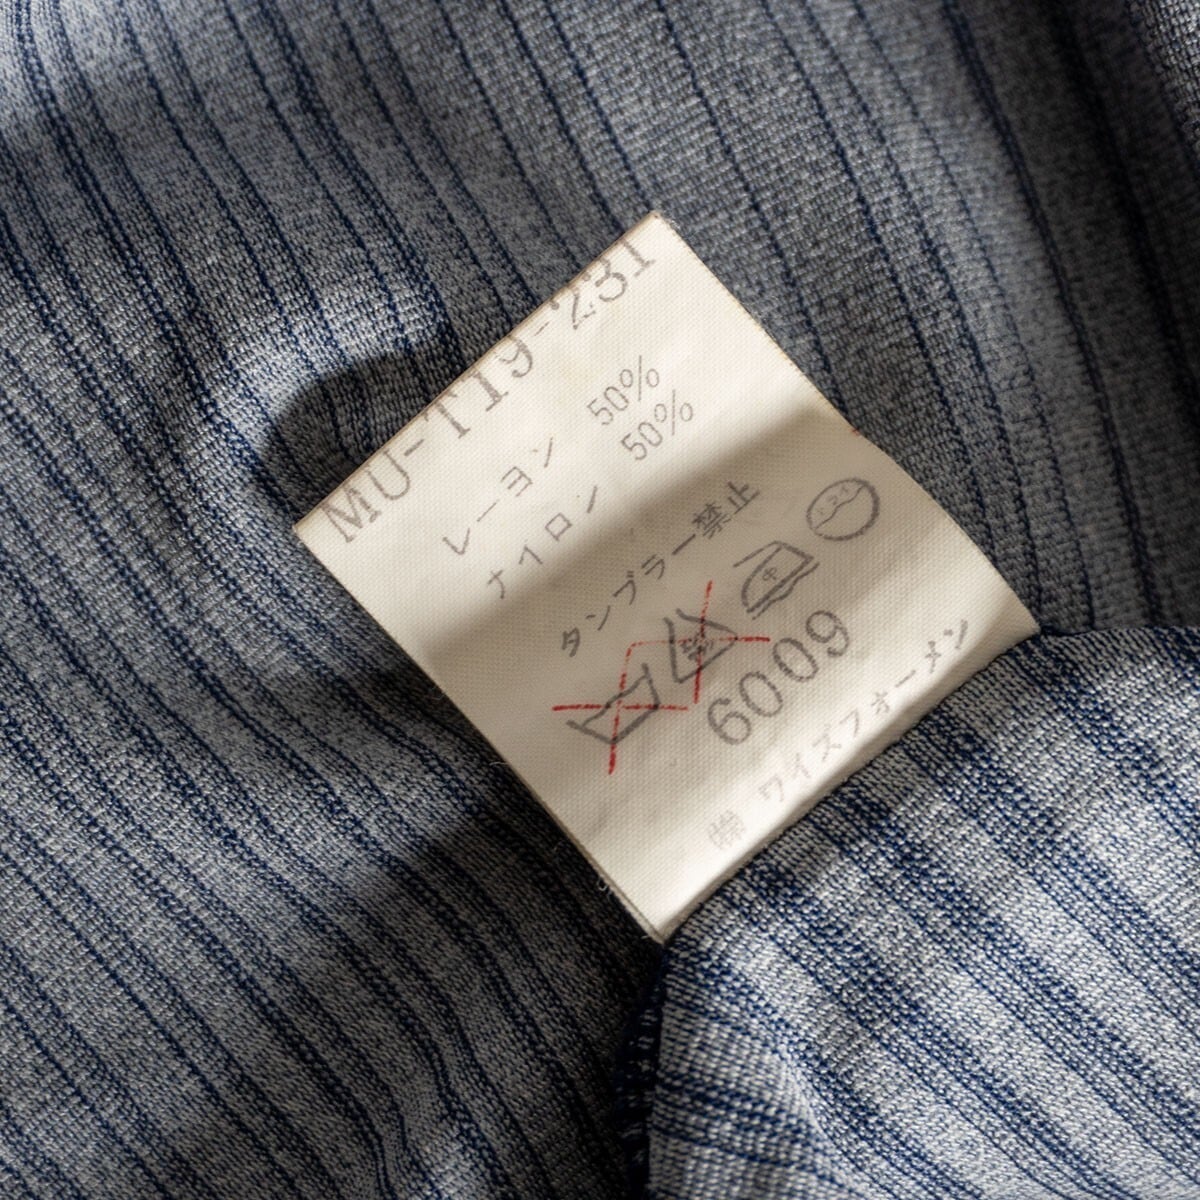 MU-T19-231
レーヨン 50%
ナイロン 50%
タンブラー禁止
中
6009
㈱ ワイズフォーメン